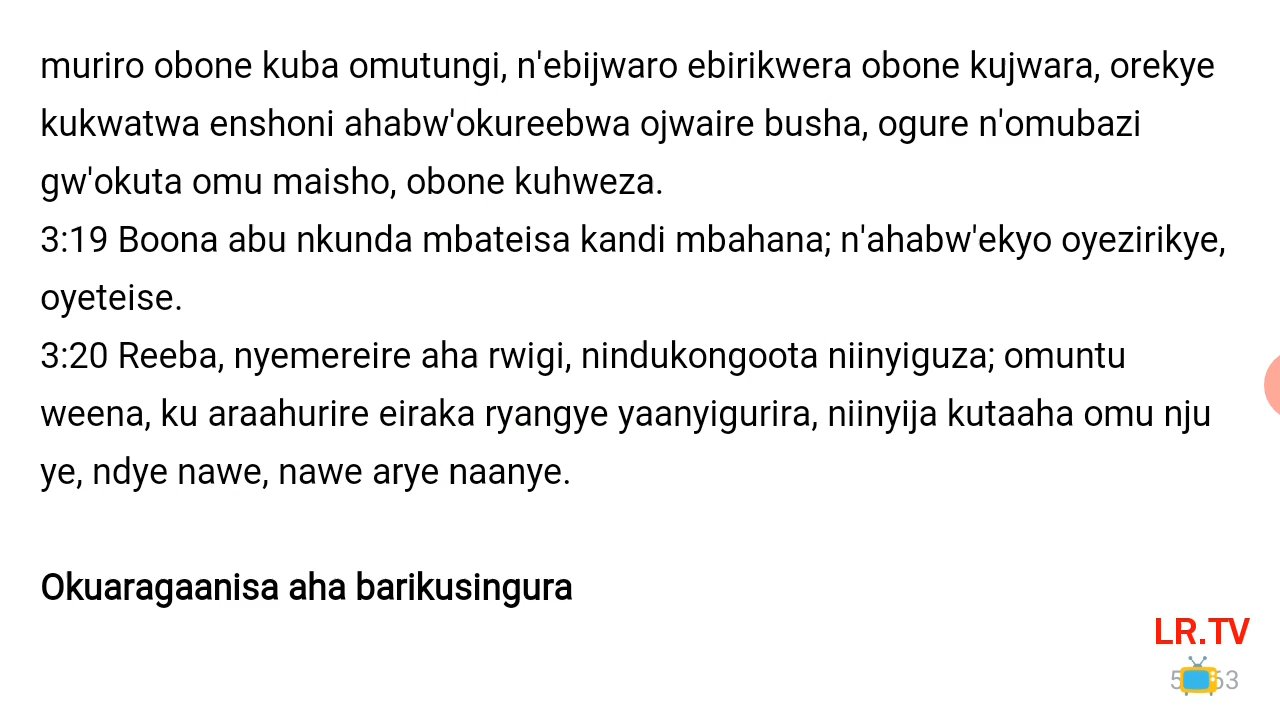 muriro obone kuba omutungi, n'ebijwaro ebirikwera obone kujwara, orekye
kukwatwa enshoni ahabw'okureebwa ojwaire busha, ogure n'omubazi
gw'okuta omu maisho, obone kuhweza.
3:19 Boona abu nkunda mbateisa kandi mbahana; n'ahabw'ekyo oyezirikye,
oyeteise.
3:20 Reeba, nyemereire aha rwigi, nindukongoota niinyiguza; omuntu
weena, ku araahurire eiraka ryangye yaanyigurira, niinyija kutaaha omu nju
ye, ndye nawe, nawe arye naanye.
Okuaragaanisa aha barikusingura
LR.TV